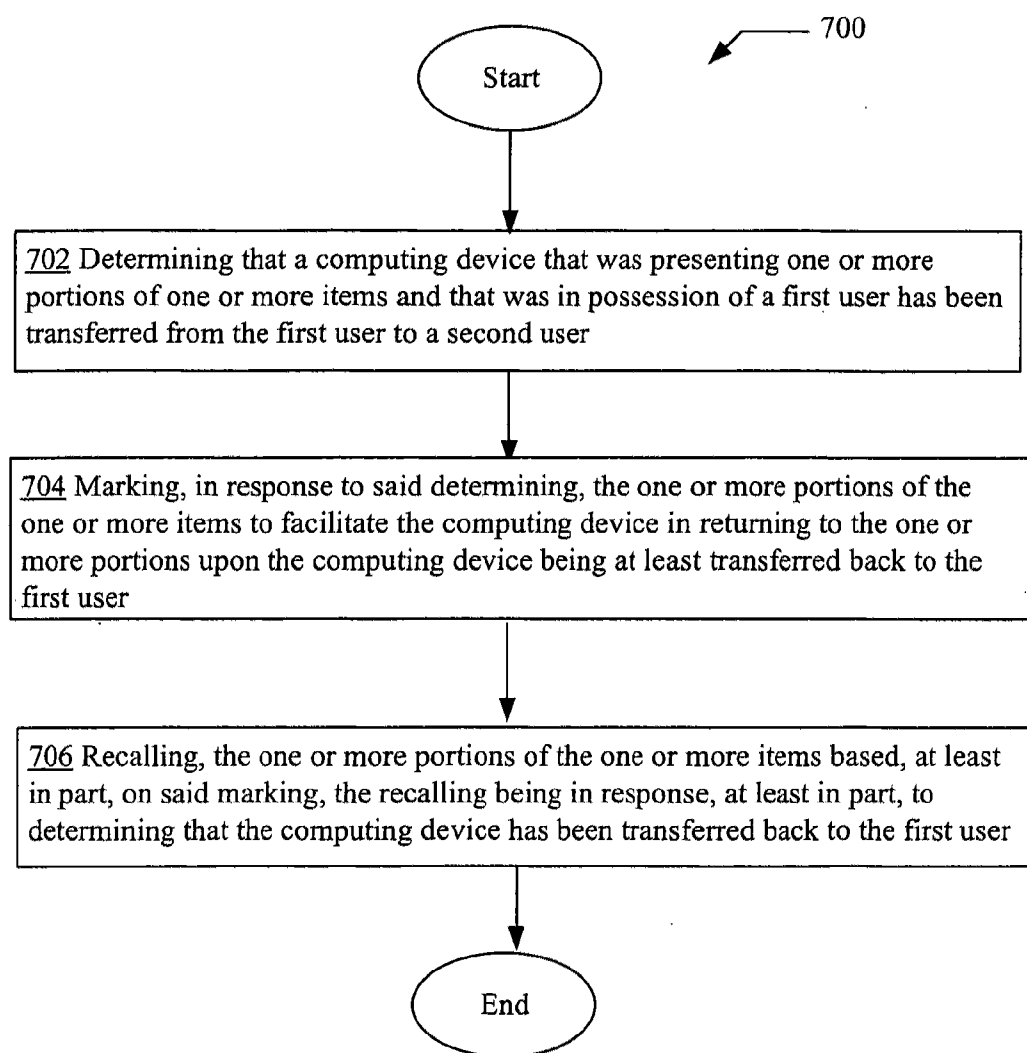 700
Start
702 Determining that a computing device that was presenting one or more
portions of one or more items and that was in possession of a first user has been
transferred from the first user to a second user
704 Marking, in response to said determining, the one or more portions of the
one or more items to facilitate the computing device in returning to the one or
more portions upon the computing device being at least transferred back to the
first user
706 Recalling, the one or more portions of the one or more items based, at least
in part, on said marking, the recalling being in response, at least in part, to
determining that the computing device has been transferred back to the first user
End